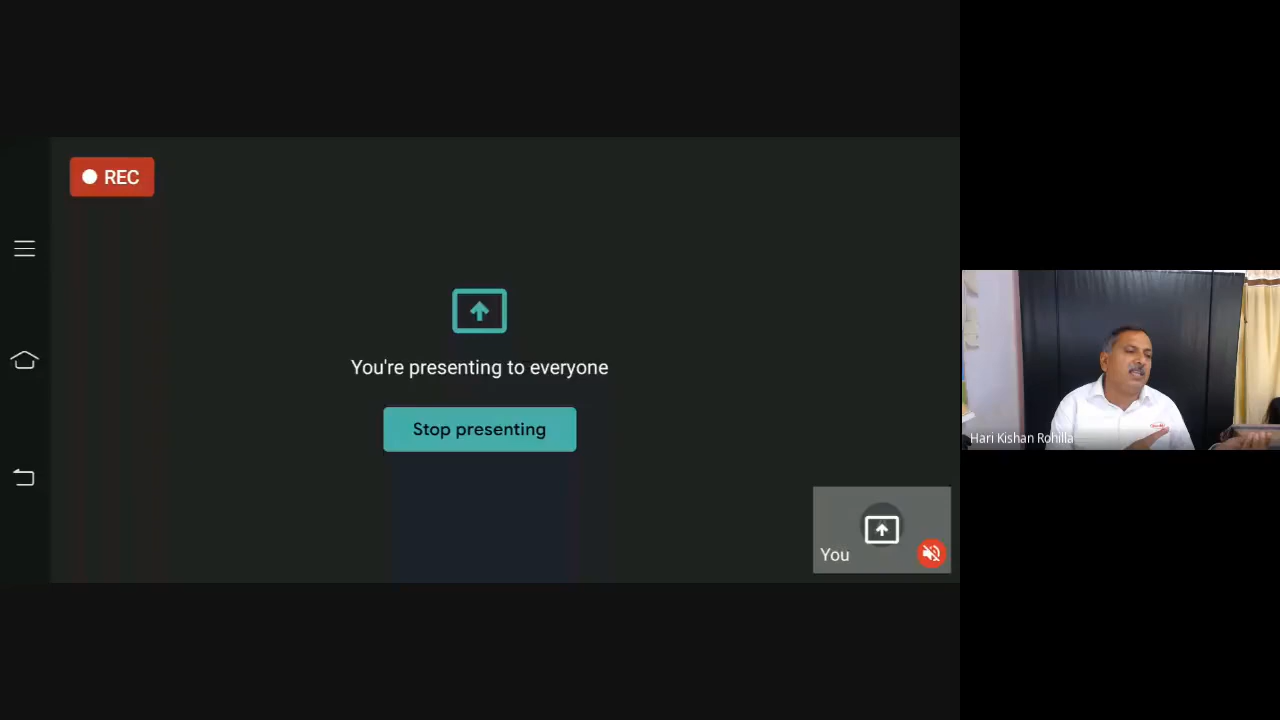 REC
You're presenting to everyone
Stop presenting
You
Hari Kishan Rohilla